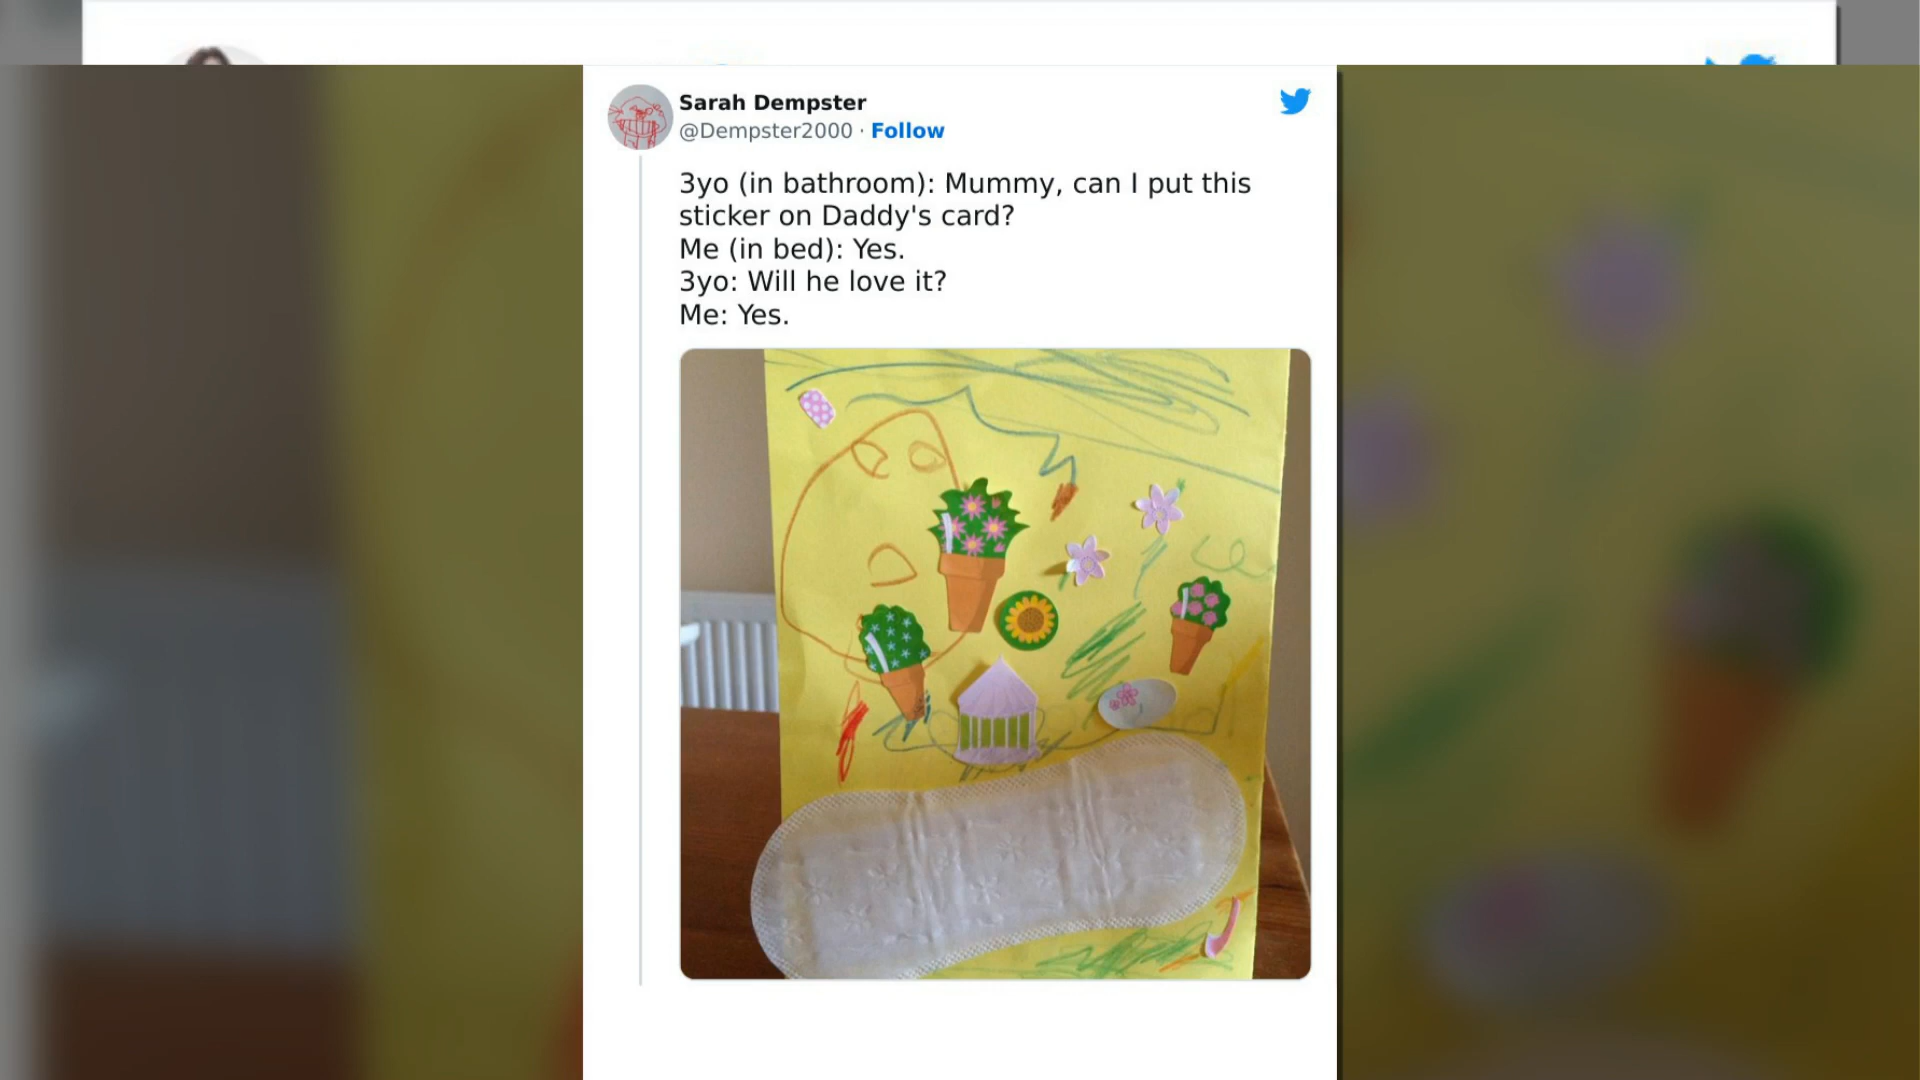 Sarah Dempster
@Dempster2000 · Follow
3yo (in bathroom): Mummy, can I put this
sticker on Daddy's card?
Me (in bed): Yes.
3yo: Will he love it?
Me: Yes.